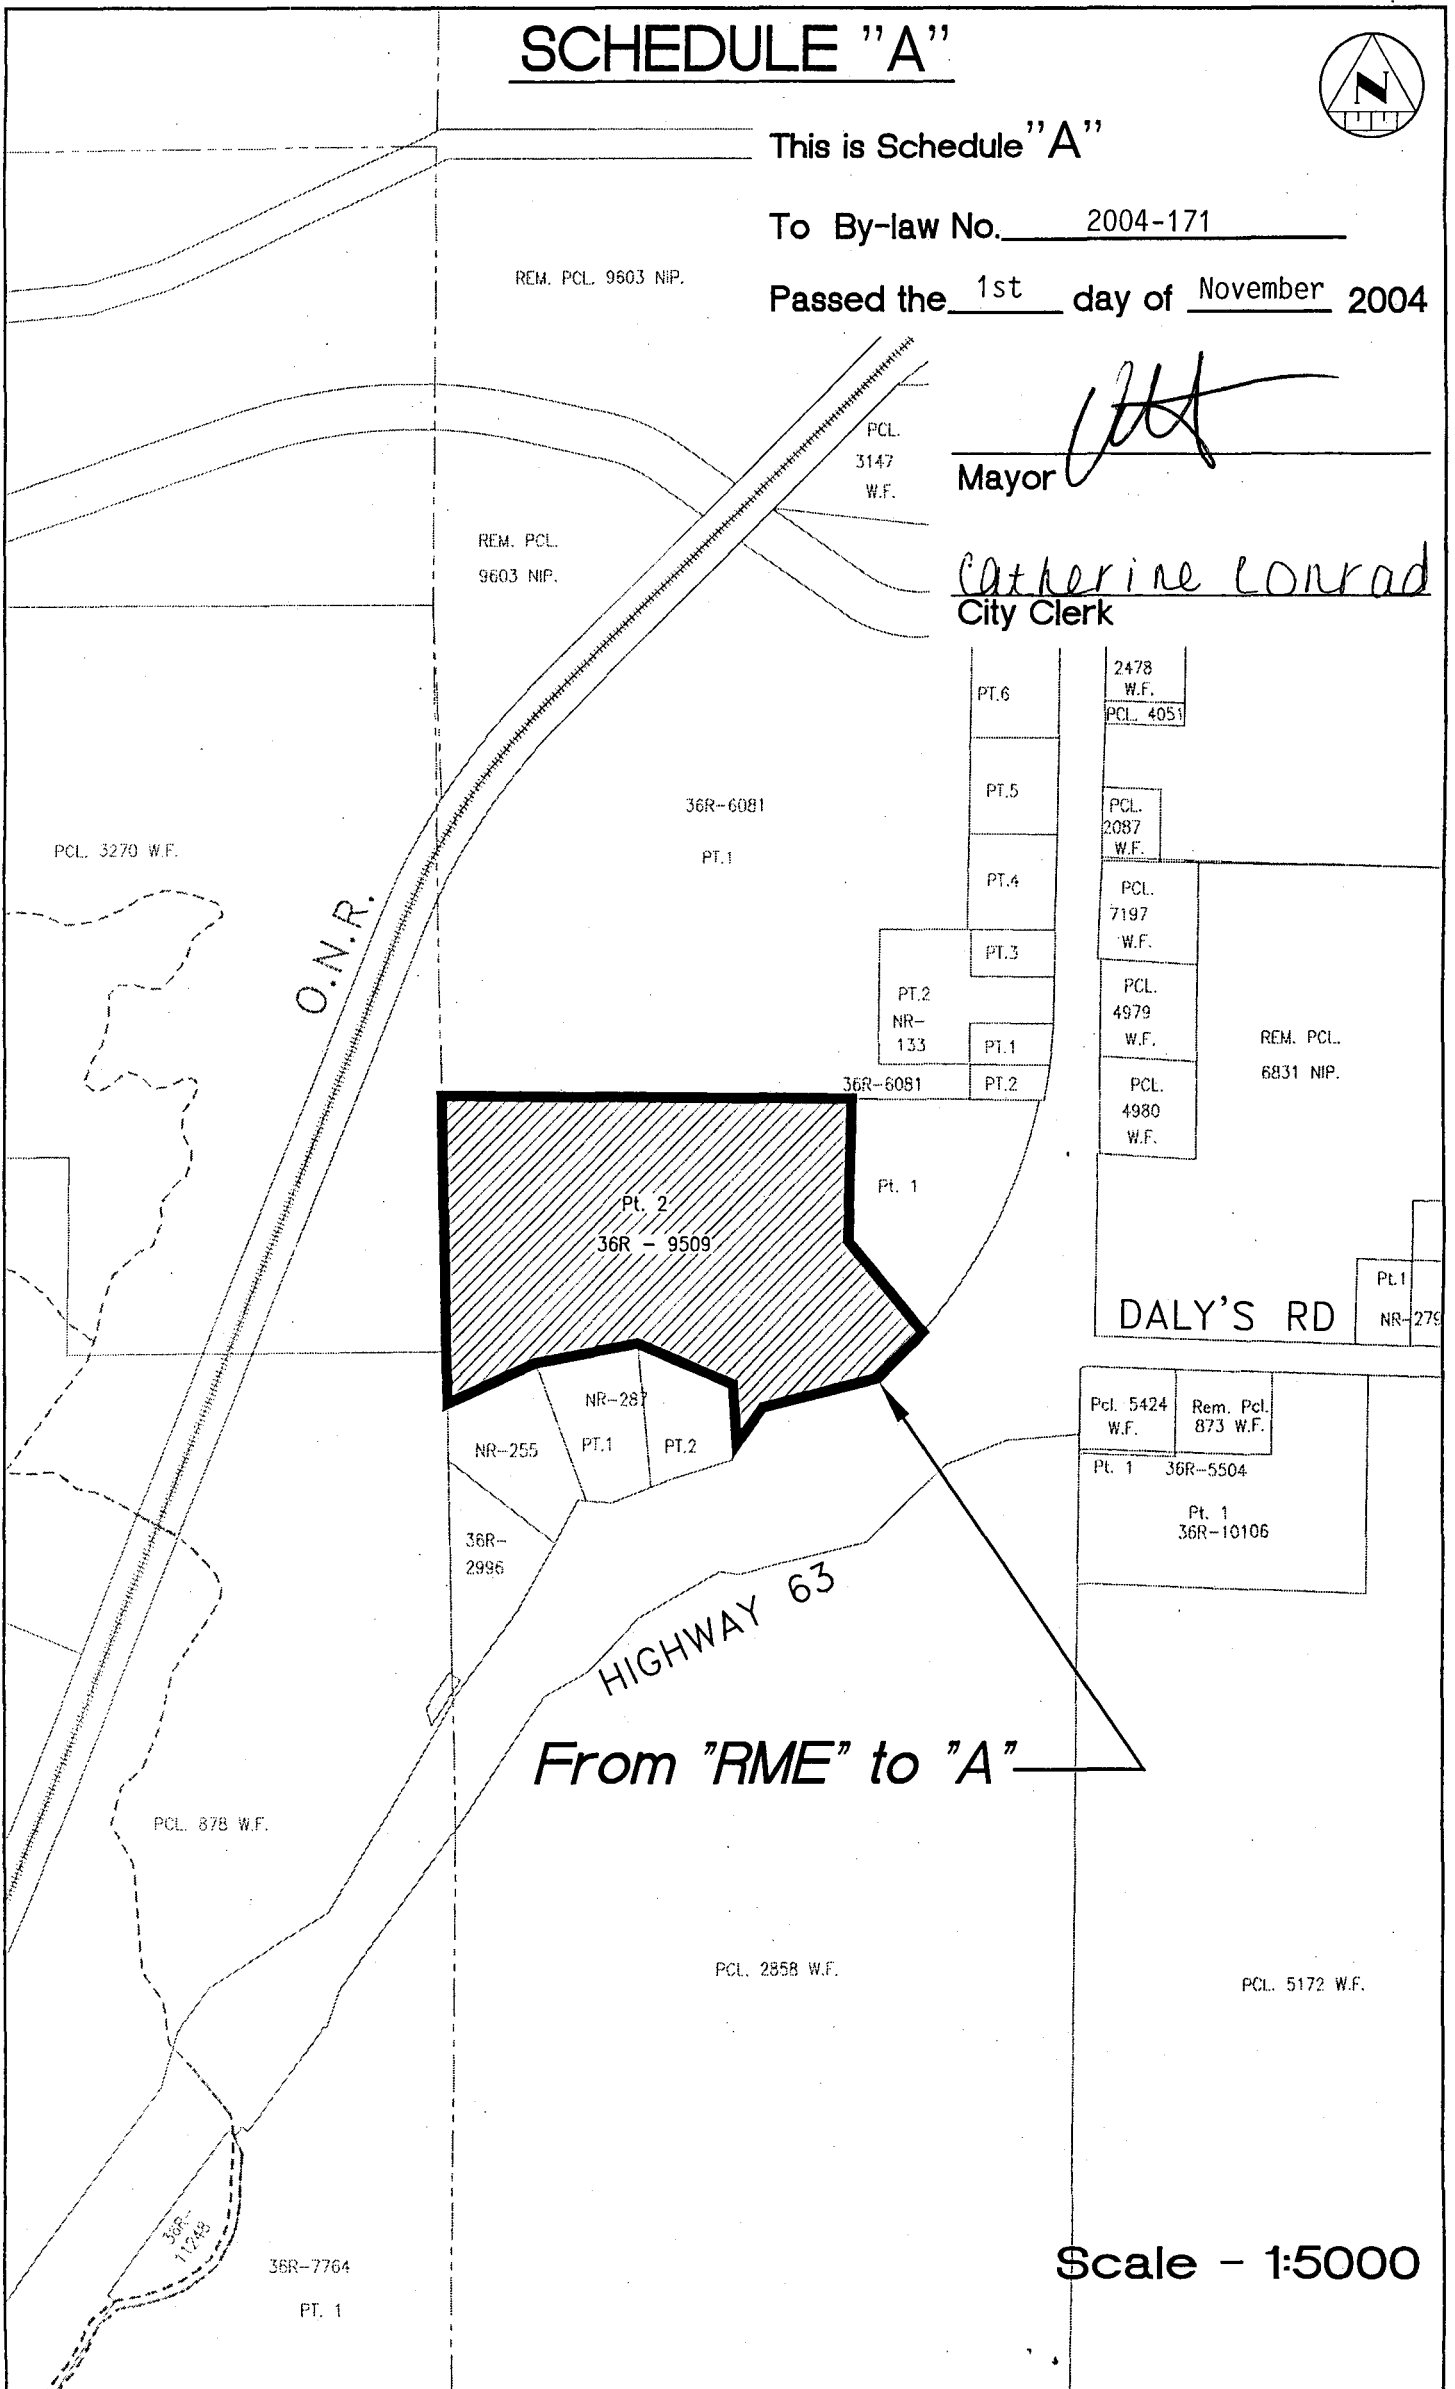 SCHEDULE "A"
N
This is Schedule "A"
To By-law No. 2004-171
Passed the 1st day of November 2004
Mayor
Catherine Conrad
City Clerk
REM. PCL. 9603 NIP.
PCL.
3147
W.F.
REM. PCL.
9603 NIP.
PT.6
2478
W.F.
PCL. 4051
PT.5
PCL.
2087
W.F.
36R-6081
PT.1
PCL. 3270 W.F.
PT.4
PCL.
7197
W.F.
O.N.R.
PT.3
PT.2
NR-
133
PCL.
4979
W.F.
PT.1
REM. PCL.
6831 NIP.
36R-6081
PT.2
PCL.
4980
W.F.
Pt. 1
Pt. 2
36R - 9509
Pt.1
NR-279
DALY'S RD
NR-287
PT.1
PT.2
NR-255
Pcl. 5424
W.F.
Rem. Pcl.
873 W.F.
Pt. 1 36R-5504
Pt. 1
36R-10106
36R-
2996
HIGHWAY 63
From "RME" to "A"
PCL. 878 W.F.
PCL. 2858 W.F.
PCL. 5172 W.F.
36R-
11248
36R-7764
PT. 1
Scale - 1:5000